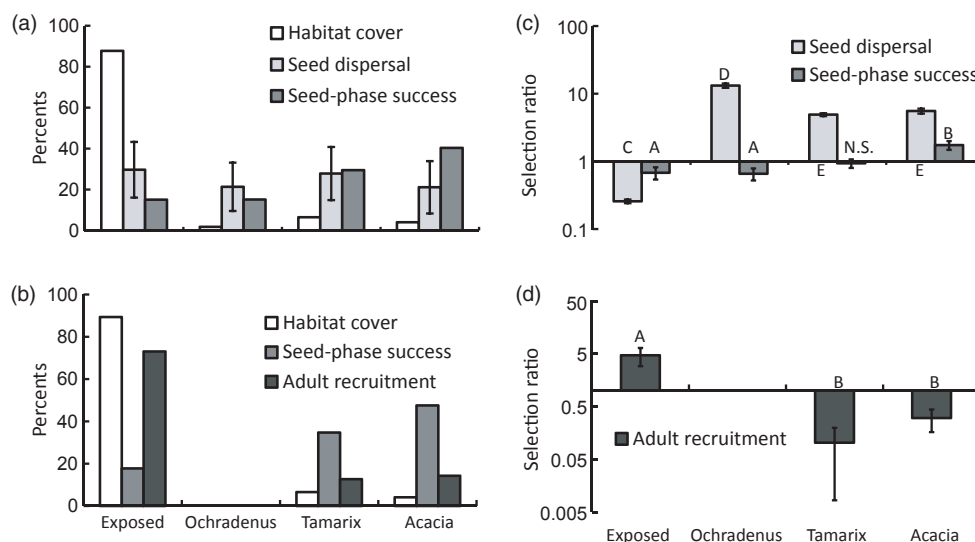 (a)
100
80
60
40
20
0
Percents
Habitat cover
Seed dispersal
Seed-phase success
(c)
100
10
1
0.1
Selection ratio
Seed dispersal
Seed-phase success
C A D A N.S. B
E E
(b)
100
80
60
40
20
0
Percents
Habitat cover
Seed-phase success
Adult recruitment
Exposed Ochradenus Tamarix Acacia
(d)
50
5
0.5
0.05
0.005
Selection ratio
A B B
Adult recruitment
Exposed Ochradenus Tamarix Acacia